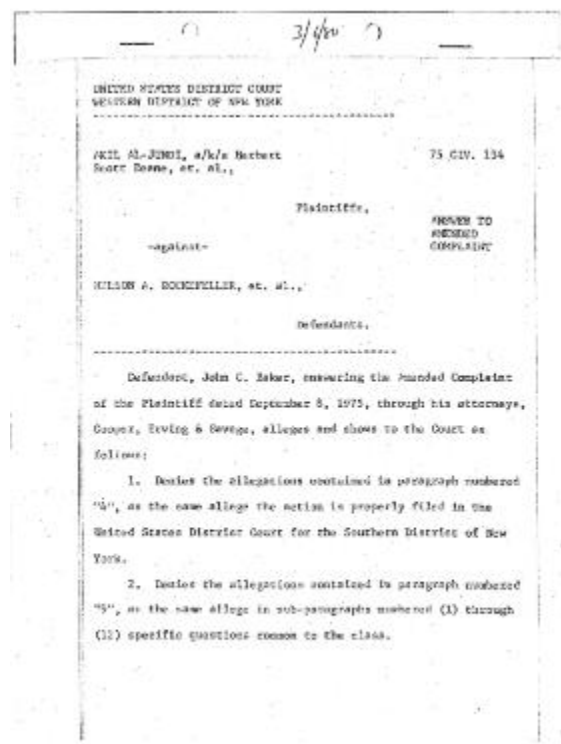 3/4/80
UNITED STATES DISTRICT COURT
WESTERN DISTRICT OF NEW YORK
AKIL AL-JUNDI, a/k/a Herbert
Scott Deane, et. al.,
75 CIV. 134
Plaintiffs,
ANSWER TO
AMENDED
COMPLAINT
-against-
NELSON A. ROCKEFELLER, et. al.,
Defendants.
Defendant, John C. Baker, answering the Amended Complaint
of the Plaintiff dated September 8, 1975, through his attorneys,
Cooper, Erving & Savage, alleges and shows to the Court as
follows:
1. Denies the allegations contained in paragraph numbered
"4", as the same allege the action is properly filed in the
United States District Court for the Southern District of New
York.
2. Denies the allegations contained in paragraph numbered
"5", as the same allege in sub-paragraphs numbered (1) through
(12) specific questions common to the class.